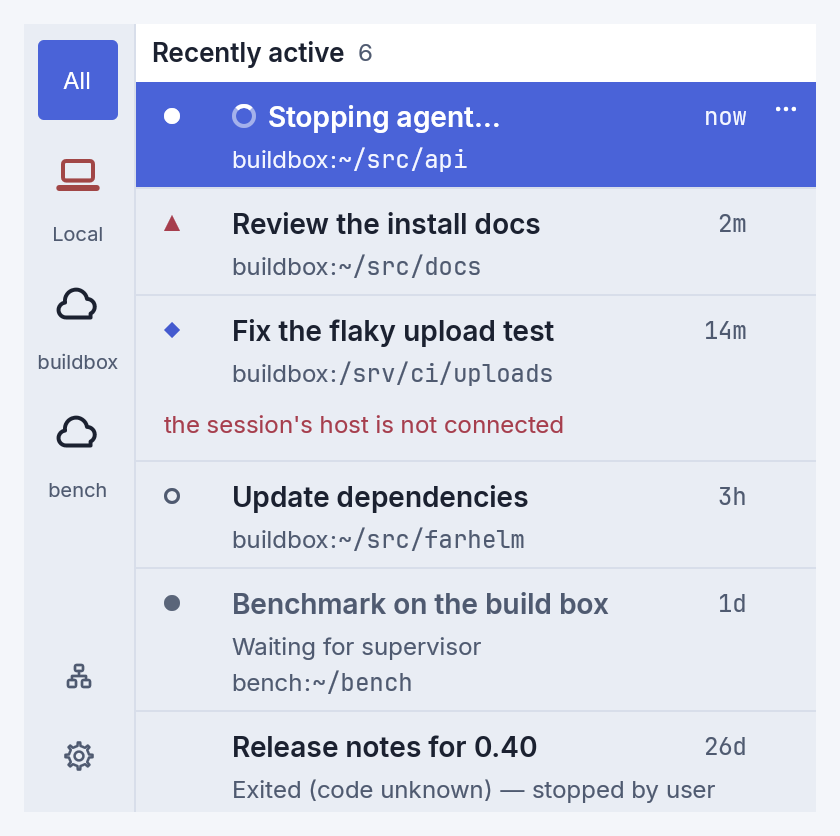 All
Local
buildbox
bench
Recently active 6
Stopping agent… now
buildbox:~/src/api
Review the install docs 2m
buildbox:~/src/docs
Fix the flaky upload test 14m
buildbox:/srv/ci/uploads
the session's host is not connected
Update dependencies 3h
buildbox:~/src/farhelm
Benchmark on the build box 1d
Waiting for supervisor
bench:~/bench
Release notes for 0.40 26d
Exited (code unknown) — stopped by user